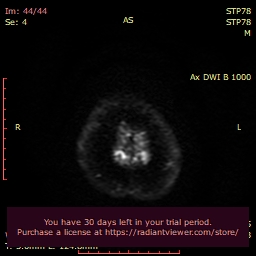 Im: 44/44
Se: 4
AS
STP78
STP78
M
Ax DWI B 1000
R
L
You have 30 days left in your trial period.
Purchase a license at https://radiantviewer.com/store/